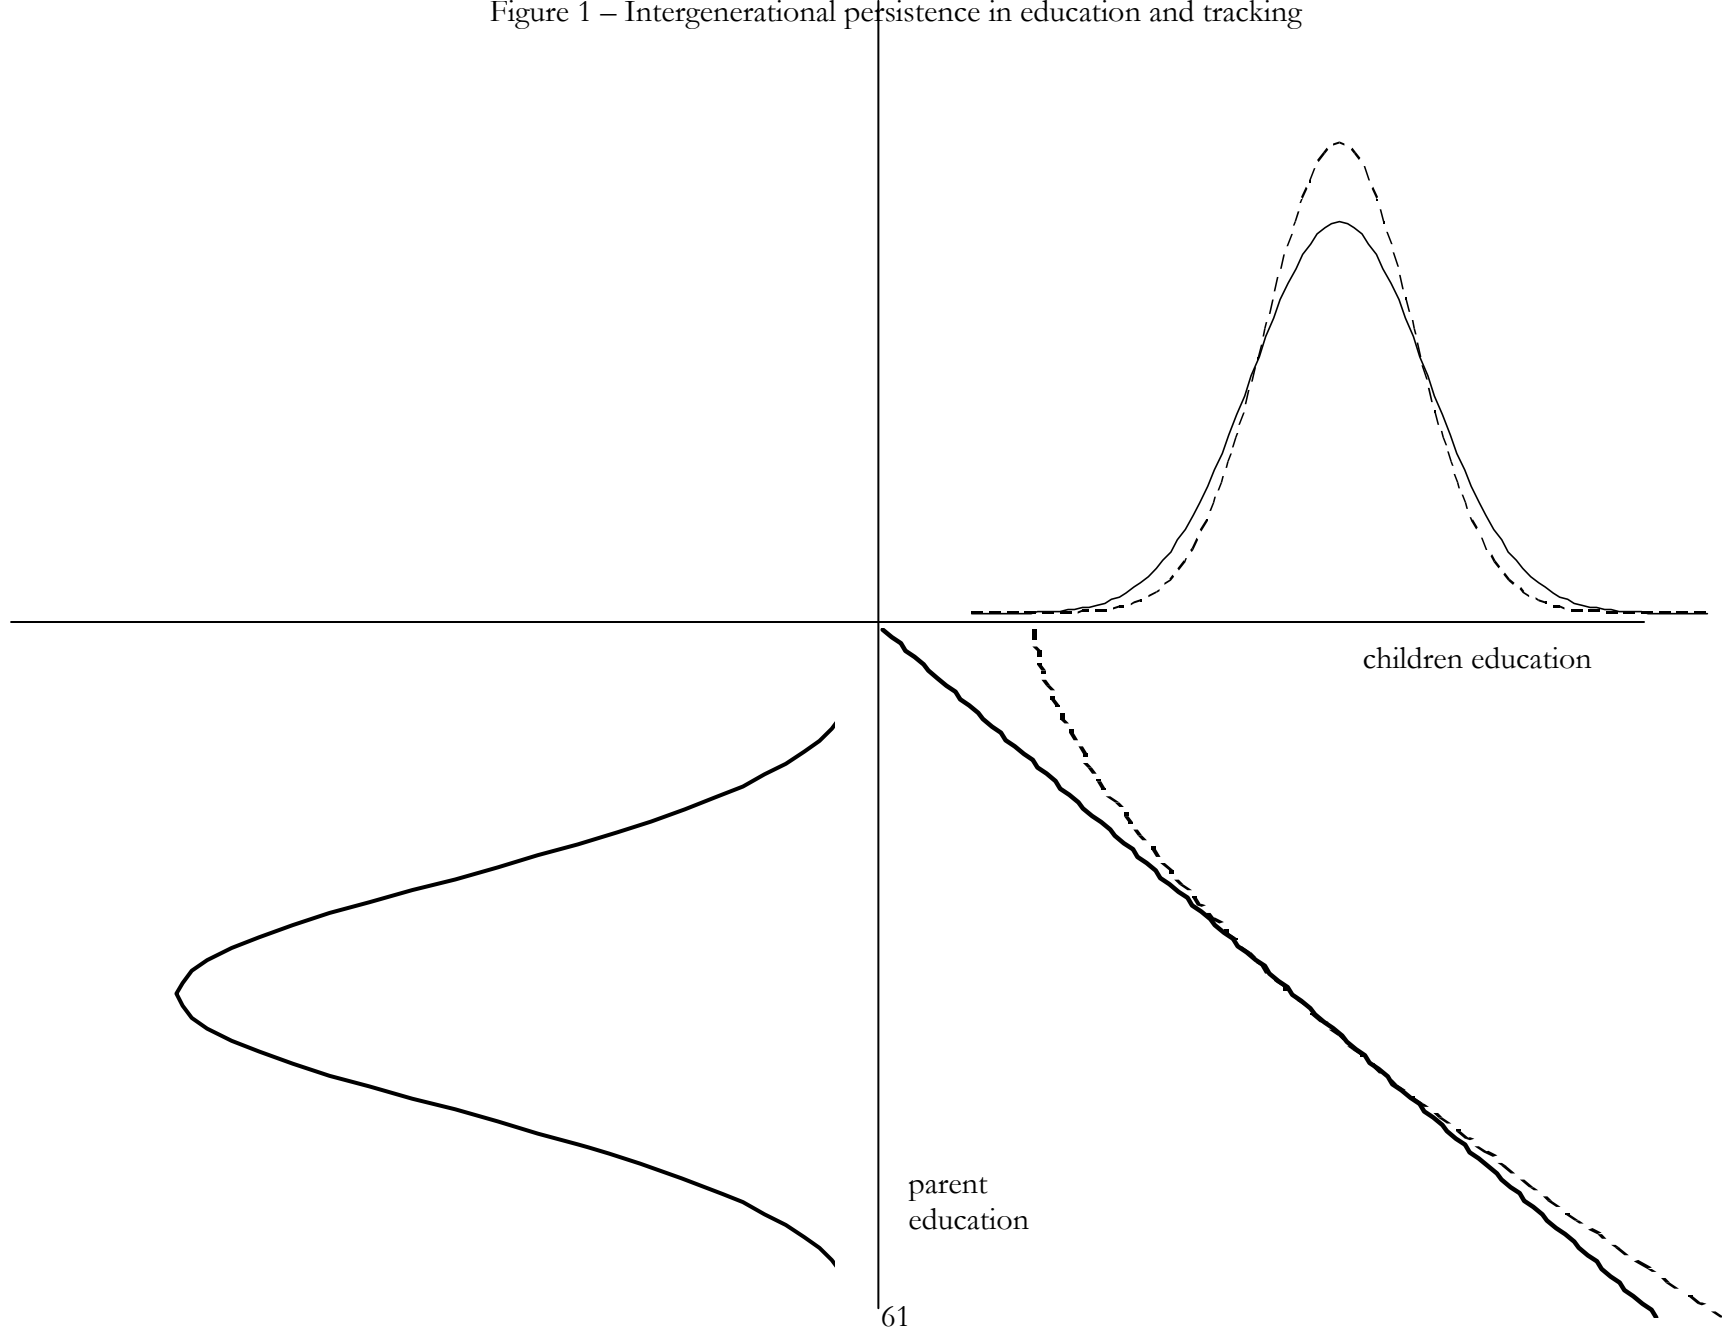 Figure 1 – Intergenerational persistence in education and tracking
children education
parent
education
61